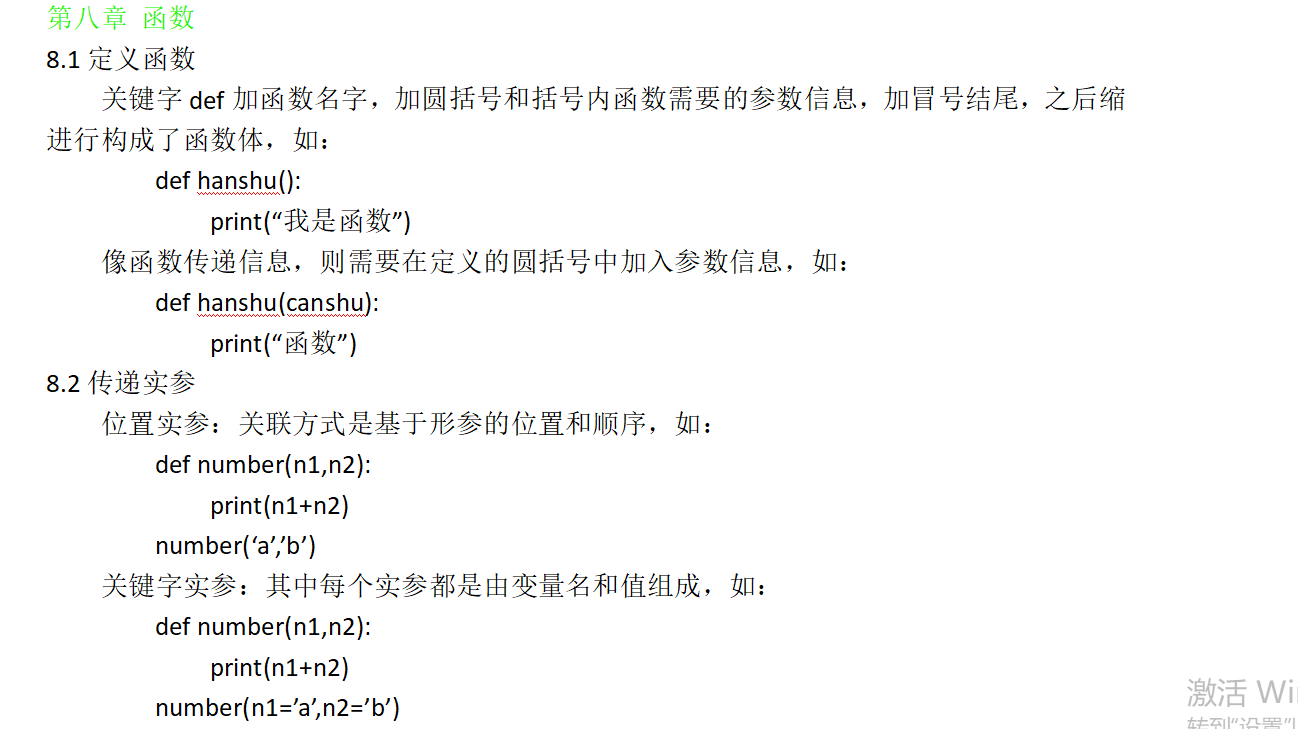 第八章 函数
8.1 定义函数
关键字 def 加函数名字，加圆括号和括号内函数需要的参数信息，加冒号结尾，之后缩
进行构成了函数体，如：
def hanshu():
print(“我是函数”)
像函数传递信息，则需要在定义的圆括号中加入参数信息，如：
def hanshu(canshu):
print(“函数”)
8.2 传递实参
位置实参：关联方式是基于形参的位置和顺序，如：
def number(n1,n2):
print(n1+n2)
number(‘a’,’b’)
关键字实参：其中每个实参都是由变量名和值组成，如：
def number(n1,n2):
print(n1+n2)
number(n1=’a’,n2=’b’)
激活 Wi
转到“设置”